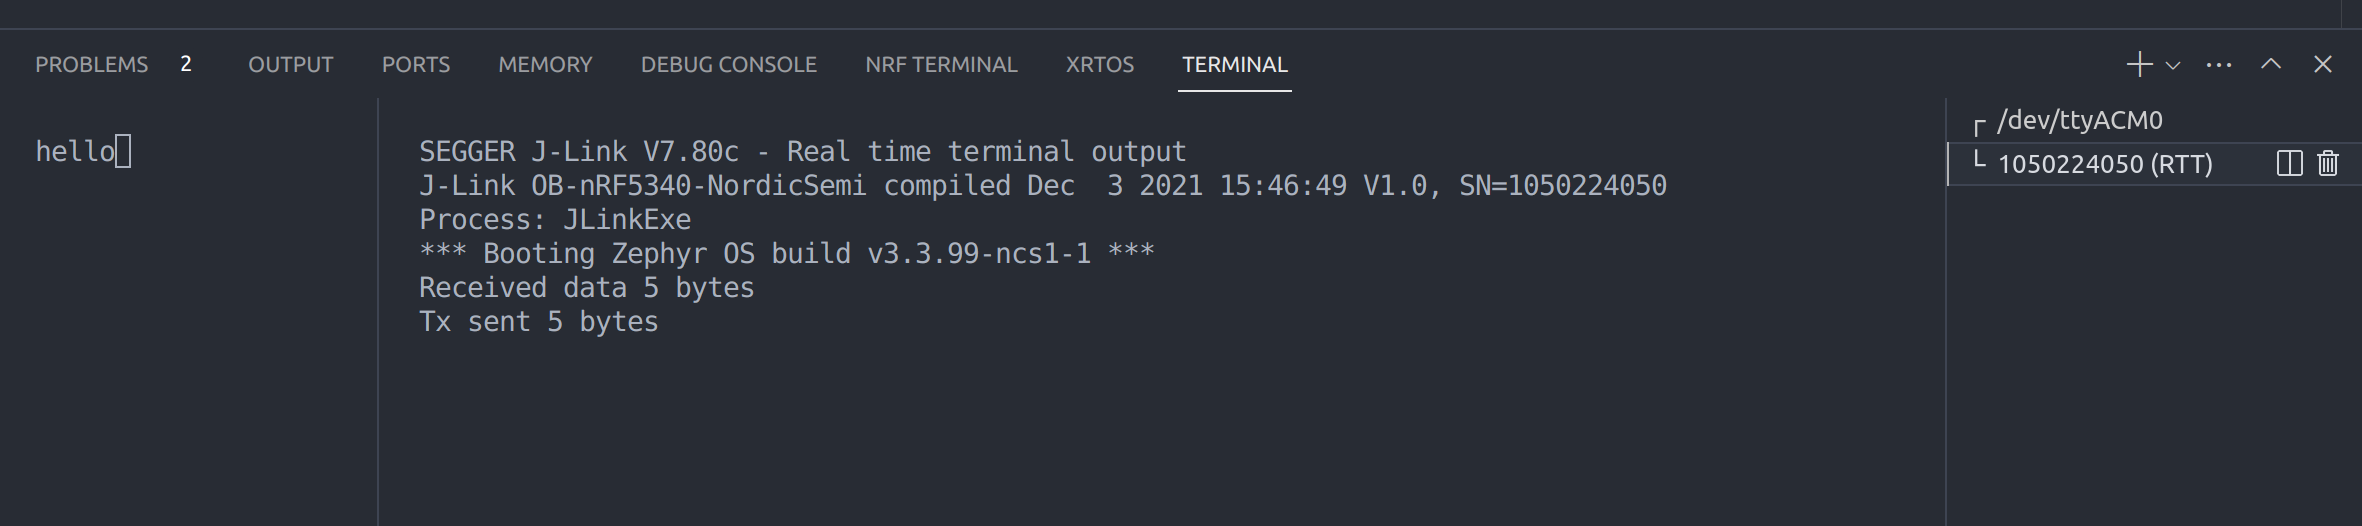 PROBLEMS 2 OUTPUT PORTS MEMORY DEBUG CONSOLE NRF TERMINAL XRTOS TERMINAL
hello
SEGGER J-Link V7.80c - Real time terminal output
J-Link OB-nRF5340-NordicSemi compiled Dec  3 2021 15:46:49 V1.0, SN=1050224050
Process: JLinkExe
*** Booting Zephyr OS build v3.3.99-ncs1-1 ***
Received data 5 bytes
Tx sent 5 bytes
┌ /dev/ttyACM0
└ 1050224050 (RTT)